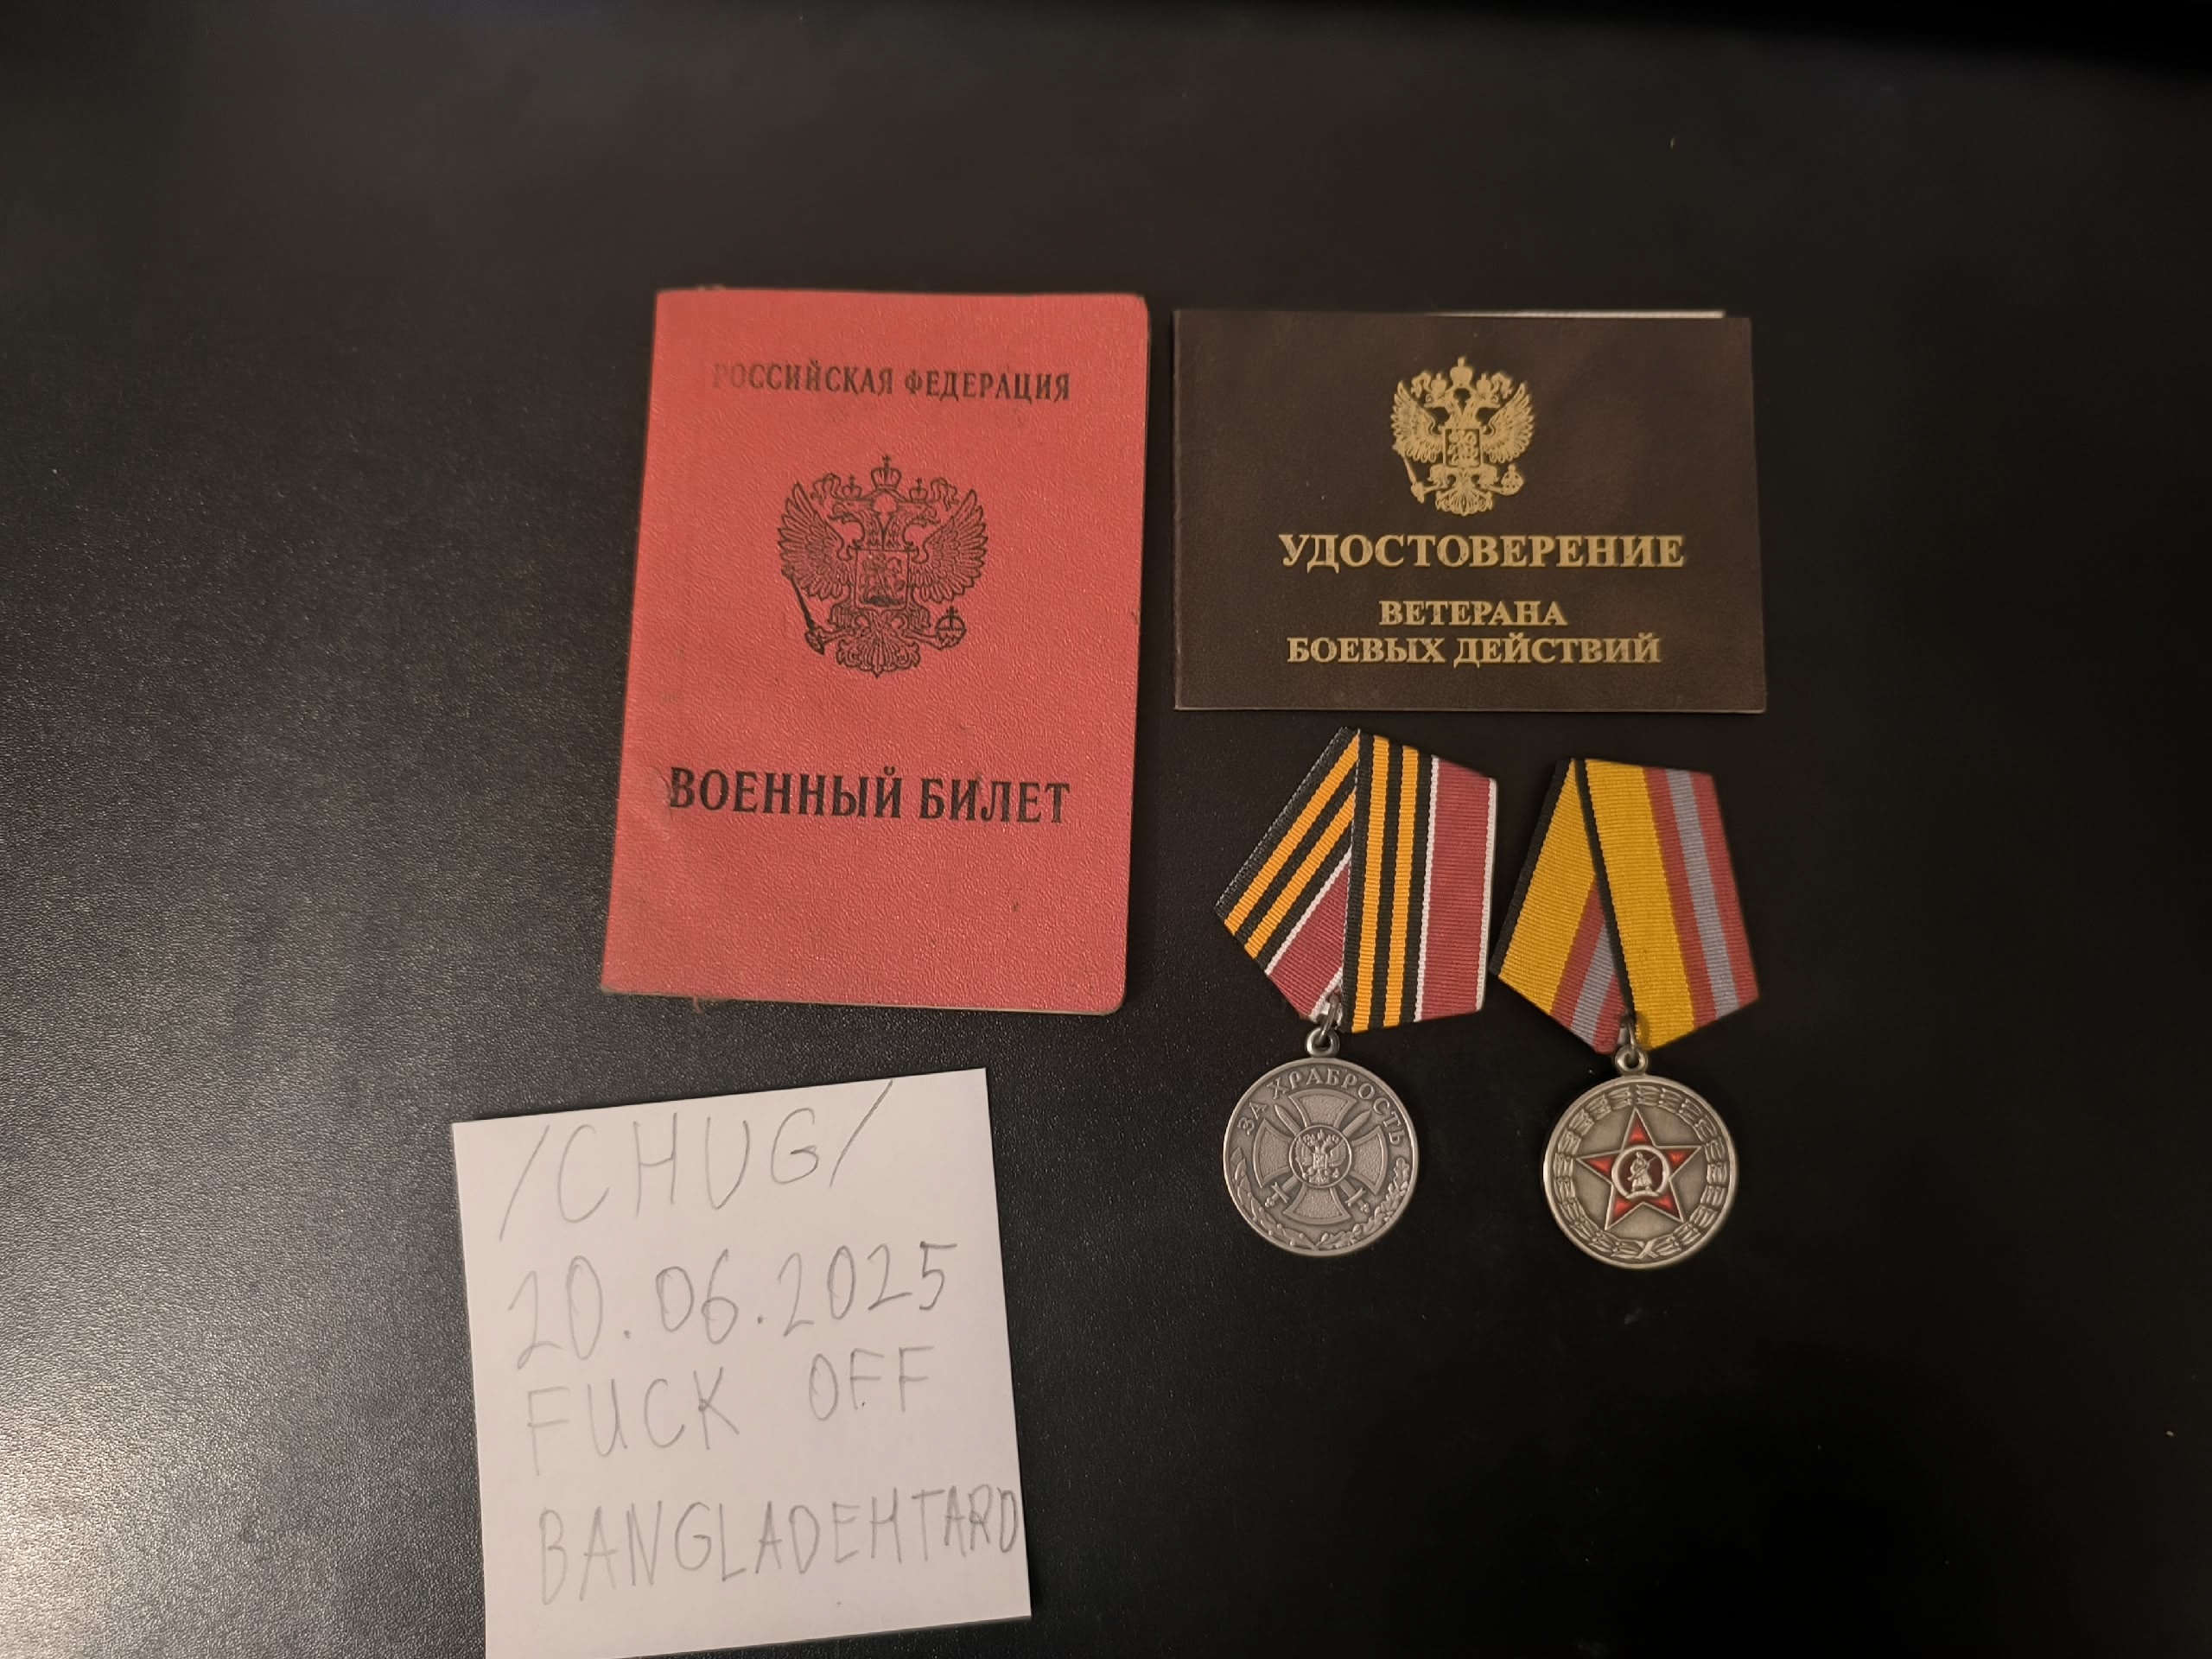 РОССИЙСКАЯ ФЕДЕРАЦИЯ
ВОЕННЫЙ БИЛЕТ
УДОСТОВЕРЕНИЕ
ВЕТЕРАНА
БОЕВЫХ ДЕЙСТВИЙ
ЗА ХРАБРОСТЬ
/CHUG/
20.06.2025
FUCK OFF
BANGLADEHTARD